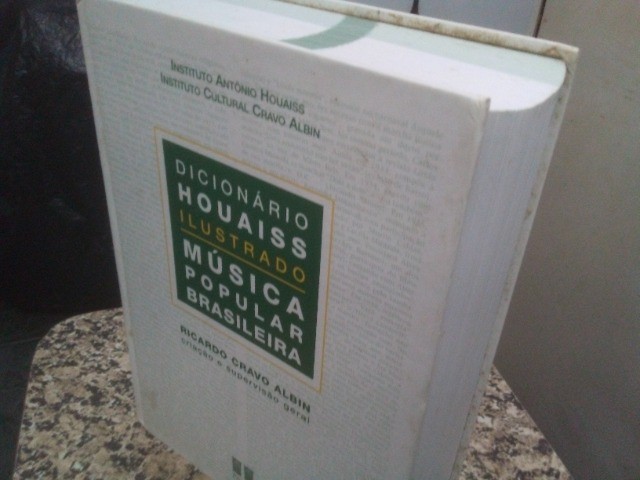 INSTITUTO ANTÔNIO HOUAISS
INSTITUTO CULTURAL CRAVO ALBIN
DICIONÁRIO
HOUAISS
ILUSTRADO
MÚSICA
POPULAR
BRASILEIRA
RICARDO CRAVO ALBIN
criação e supervisão geral